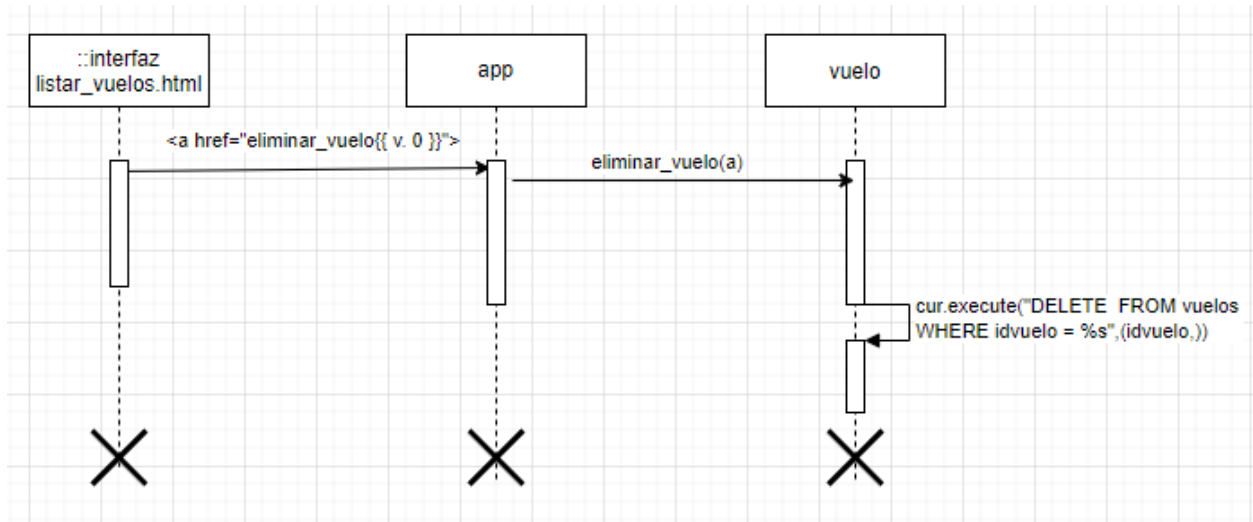 ::interfaz
listar_vuelos.html
app
vuelo
<a href="eliminar_vuelo{{ v. 0 }}">
eliminar_vuelo(a)
cur.execute("DELETE  FROM vuelos
WHERE idvuelo = %s",(idvuelo,))